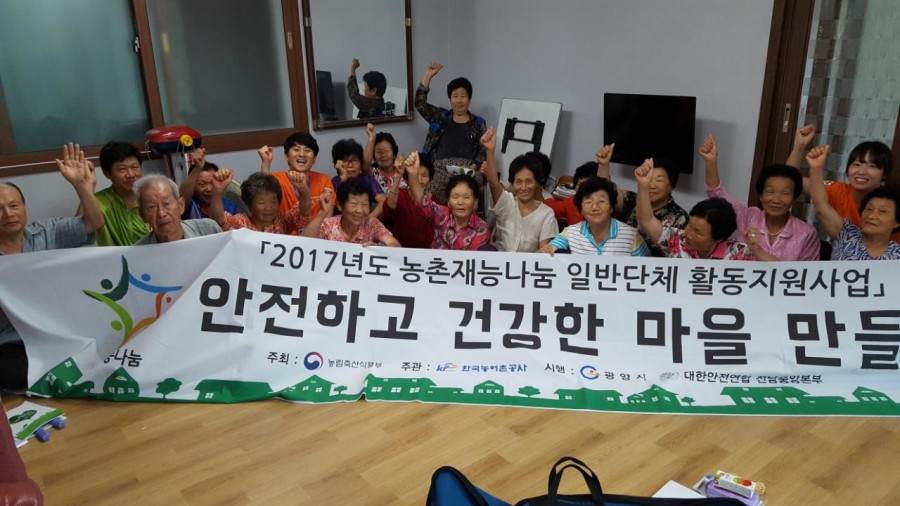 「2017년도 농촌재능나눔 일반단체 활동지원사업」
안전하고 건강한 마을 만들
능나눔
주최 : 농림축산식품부 주관 : 한국농어촌공사 시행 : 광양시 대한안전연합